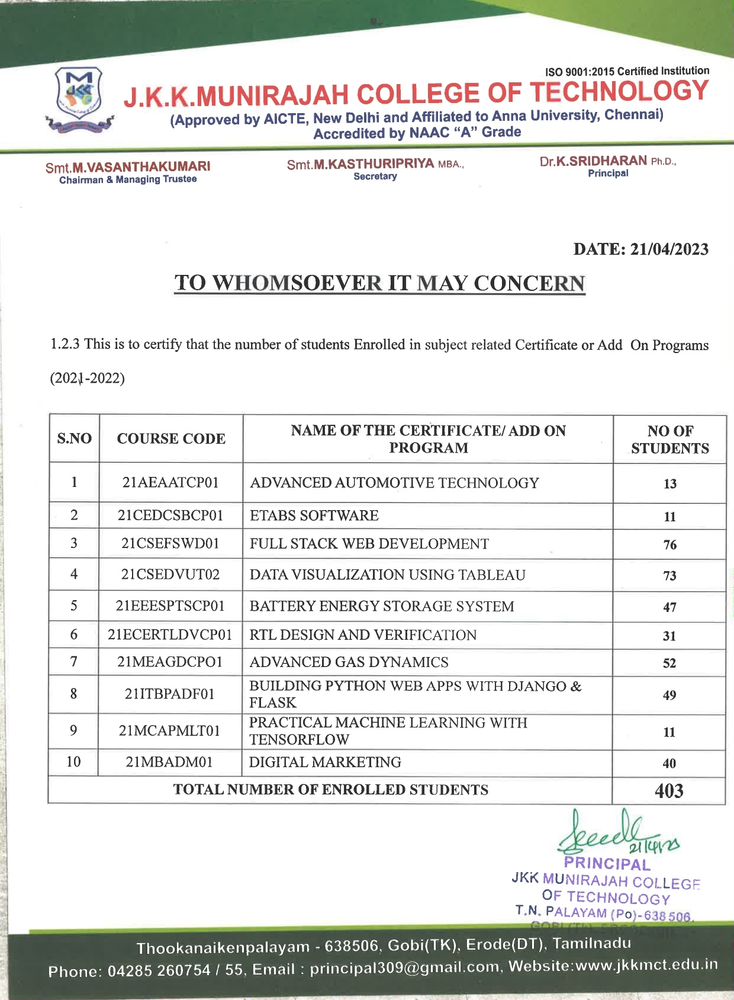 ISO 9001:2015 Certified Institution
J.K.K.MUNIRAJAH COLLEGE OF TECHNOLOGY
(Approved by AICTE, New Delhi and Affiliated to Anna University, Chennai)
Accredited by NAAC “A” Grade
Smt.M.VASANTHAKUMARI
Chairman & Managing Trustee
Smt.M.KASTHURIPRIYA MBA.,
Secretary
Dr.K.SRIDHARAN Ph.D.,
Principal
DATE: 21/04/2023
TO WHOMSOEVER IT MAY CONCERN
1.2.3 This is to certify that the number of students Enrolled in subject related Certificate or Add On Programs
(2021-2022)
S.NO COURSE CODE NAME OF THE CERTIFICATE/ ADD ON PROGRAM NO OF STUDENTS
1 21AEAATCP01 ADVANCED AUTOMOTIVE TECHNOLOGY 13
2 21CEDCSBCP01 ETABS SOFTWARE 11
3 21CSEFSWD01 FULL STACK WEB DEVELOPMENT 76
4 21CSEDVUT02 DATA VISUALIZATION USING TABLEAU 73
5 21EEESPTSCP01 BATTERY ENERGY STORAGE SYSTEM 47
6 21ECERTLDVCP01 RTL DESIGN AND VERIFICATION 31
7 21MEAGDCPO1 ADVANCED GAS DYNAMICS 52
8 21ITBPADF01 BUILDING PYTHON WEB APPS WITH DJANGO & FLASK 49
9 21MCAPMLT01 PRACTICAL MACHINE LEARNING WITH TENSORFLOW 11
10 21MBADM01 DIGITAL MARKETING 40
TOTAL NUMBER OF ENROLLED STUDENTS 403
21/4/23
PRINCIPAL
JKK MUNIRAJAH COLLEGE
OF TECHNOLOGY
T.N. PALAYAM (Po)-638 506.
Thookanaikenpalayam - 638506, Gobi(TK), Erode(DT), Tamilnadu
Phone: 04285 260754 / 55, Email : principal309@gmail.com, Website:www.jkkmct.edu.in